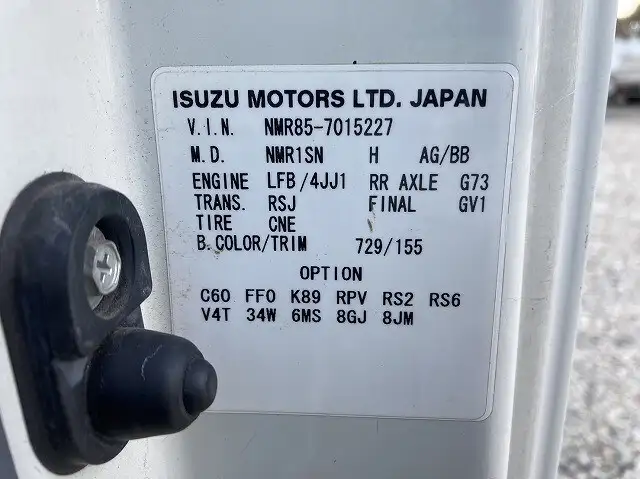 ISUZU MOTORS LTD. JAPAN
V.I.N. NMR85-7015227
M.D. NMR1SN H AG/BB
ENGINE LFB/4JJ1 RR AXLE G73
TRANS. RSJ FINAL GV1
TIRE CNE
B.COLOR/TRIM 729/155
OPTION
C60 FF0 K89 RPV RS2 RS6
V4T 34W 6MS 8GJ 8JM